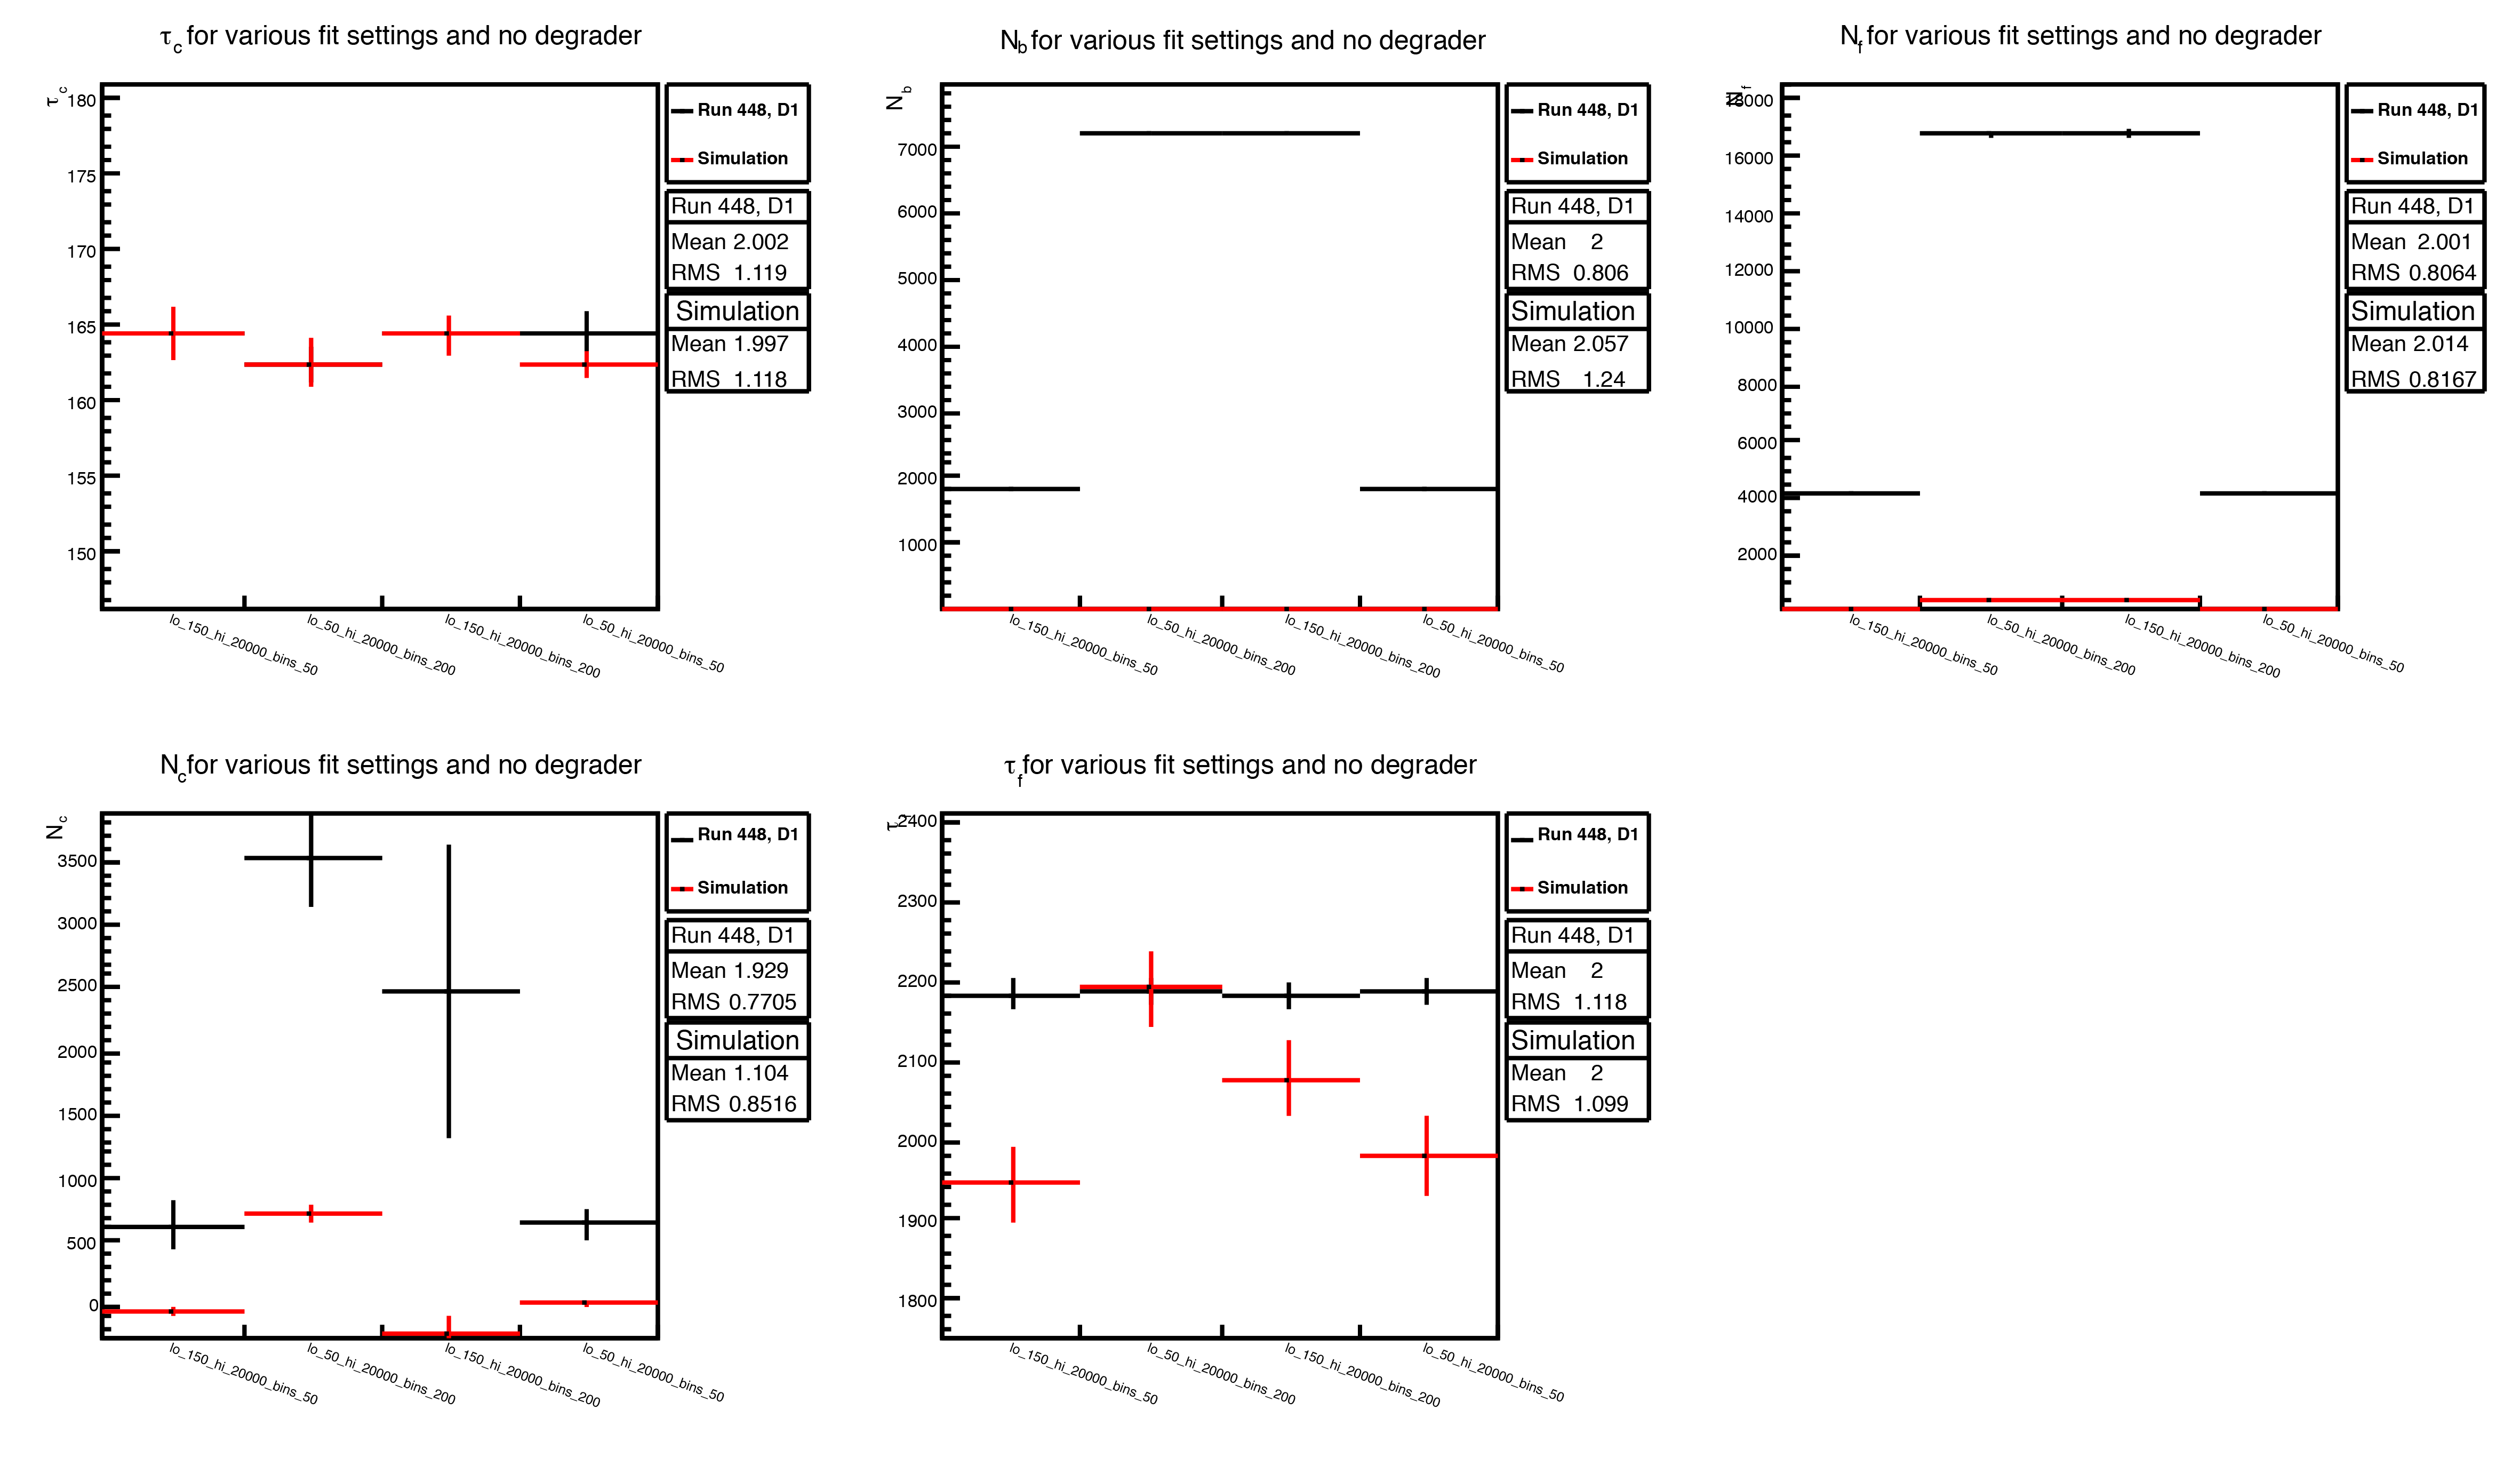 τc for various fit settings and no degrader
τc
180
175
170
165
160
155
150
lo_150_hi_20000_bins_50
lo_50_hi_20000_bins_200
lo_150_hi_20000_bins_200
lo_50_hi_20000_bins_50
Run 448, D1
Simulation
Run 448, D1
Mean 2.002
RMS 1.119
Simulation
Mean 1.997
RMS 1.118
Nb for various fit settings and no degrader
Nb
7000
6000
5000
4000
3000
2000
1000
lo_150_hi_20000_bins_50
lo_50_hi_20000_bins_200
lo_150_hi_20000_bins_200
lo_50_hi_20000_bins_50
Run 448, D1
Simulation
Run 448, D1
Mean 2
RMS 0.806
Simulation
Mean 2.057
RMS 1.24
Nf for various fit settings and no degrader
Nf
18000
16000
14000
12000
10000
8000
6000
4000
2000
lo_150_hi_20000_bins_50
lo_50_hi_20000_bins_200
lo_150_hi_20000_bins_200
lo_50_hi_20000_bins_50
Run 448, D1
Simulation
Run 448, D1
Mean 2.001
RMS 0.8064
Simulation
Mean 2.014
RMS 0.8167
Nc for various fit settings and no degrader
Nc
3500
3000
2500
2000
1500
1000
500
0
lo_150_hi_20000_bins_50
lo_50_hi_20000_bins_200
lo_150_hi_20000_bins_200
lo_50_hi_20000_bins_50
Run 448, D1
Simulation
Run 448, D1
Mean 1.929
RMS 0.7705
Simulation
Mean 1.104
RMS 0.8516
τf for various fit settings and no degrader
τf
2400
2300
2200
2100
2000
1900
1800
lo_150_hi_20000_bins_50
lo_50_hi_20000_bins_200
lo_150_hi_20000_bins_200
lo_50_hi_20000_bins_50
Run 448, D1
Simulation
Run 448, D1
Mean 2
RMS 1.118
Simulation
Mean 2
RMS 1.099